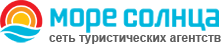 море солнца
сеть туристических агентств